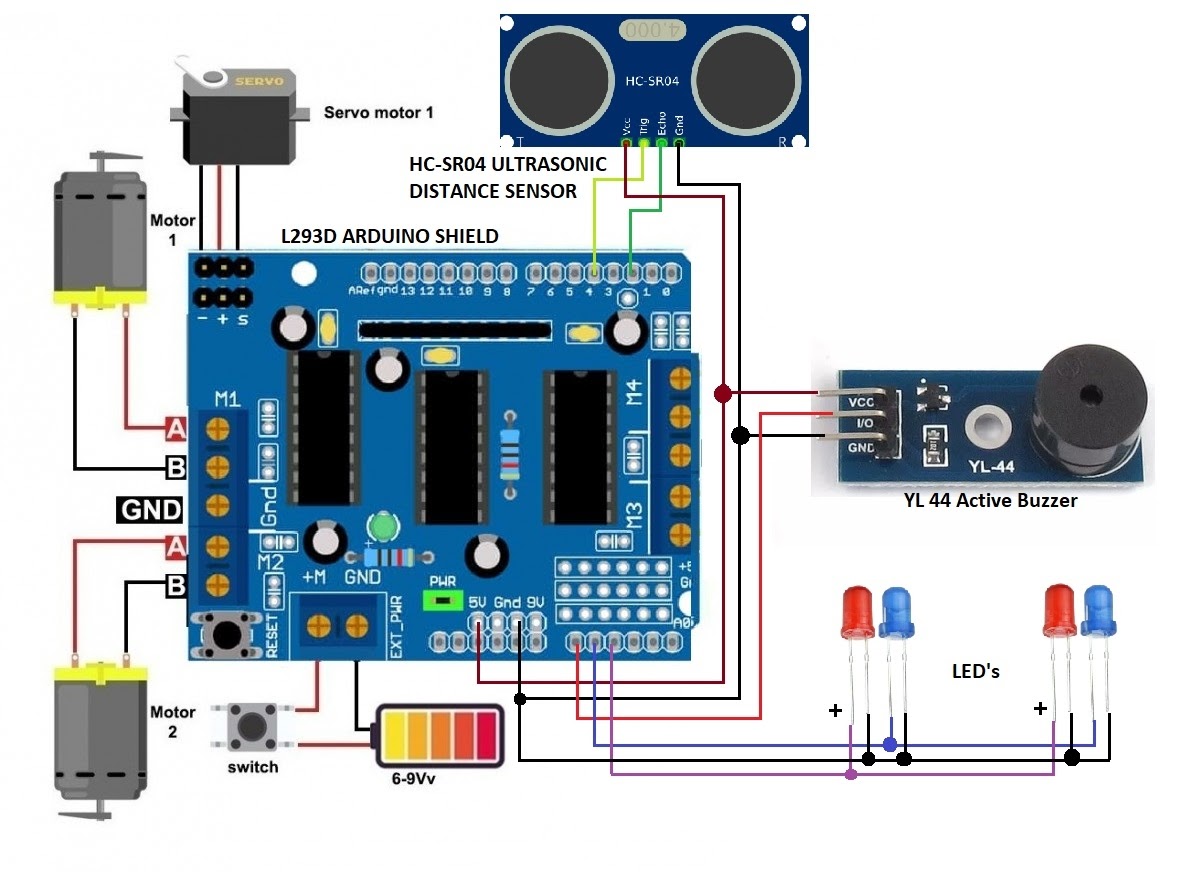 4.000
HC-SR04
Vcc
Trig
Echo
Gnd
T
R
SERVO
Servo motor 1
HC-SR04 ULTRASONIC
DISTANCE SENSOR
Motor
1
L293D ARDUINO SHIELD
ARefgnd 13 12 11 10 9 8 7 6 5 4 3 1 0
- + S
M1
A
B
GND
Gnd
A
B
M2
M4
M3
VCC
I/O
GND
YL-44
YL 44 Active Buzzer
+M GND
PWR
5V Gnd 9V
EXT_PWR
RESET
A0
+
LED's
+
+
Motor
2
switch
6-9Vv